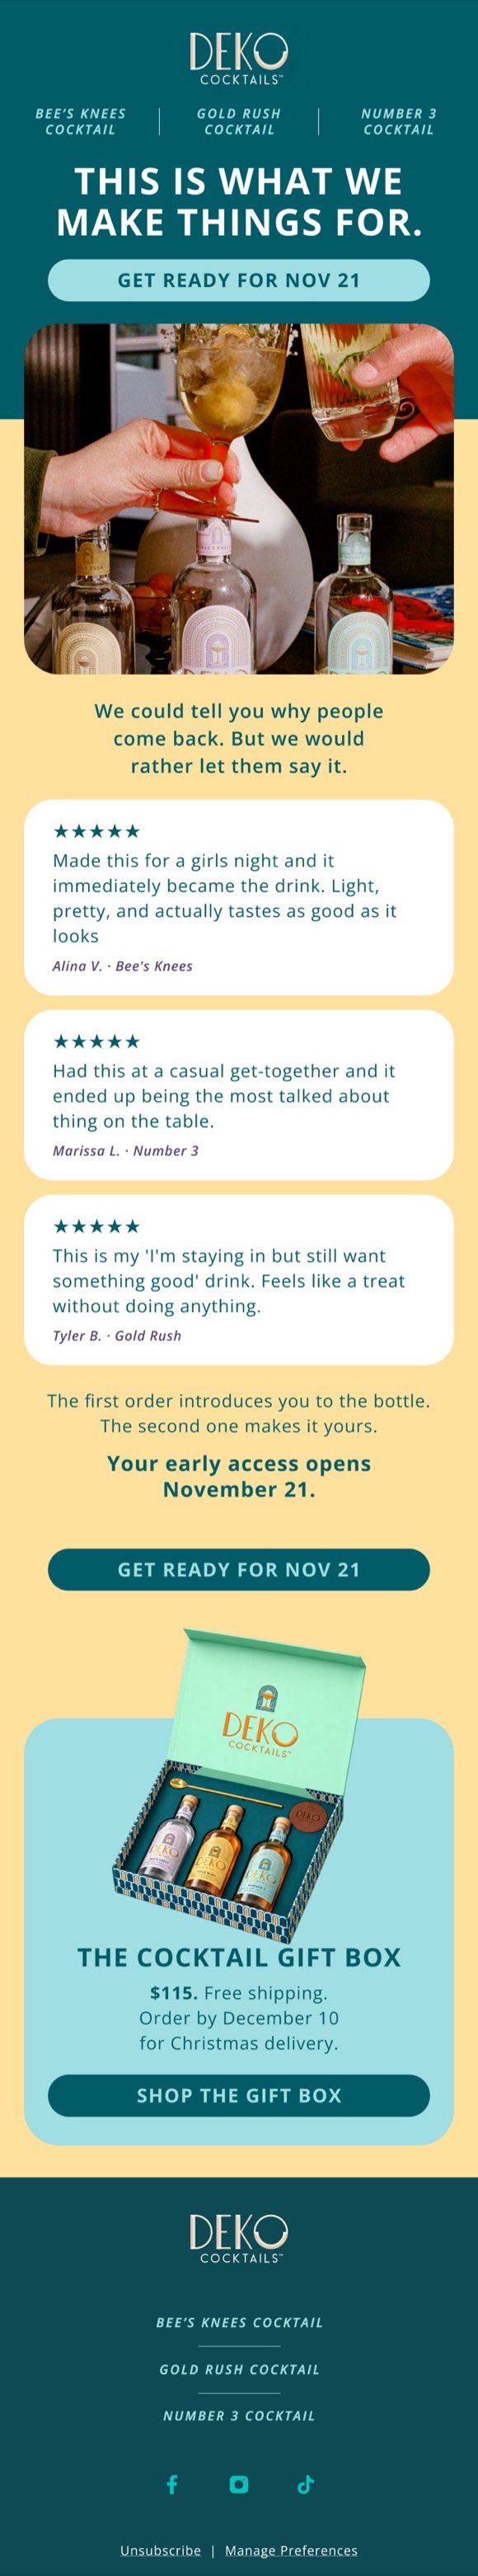 DEKO
COCKTAILS™
BEE'S KNEES
COCKTAIL
GOLD RUSH
COCKTAIL
NUMBER 3
COCKTAIL
THIS IS WHAT WE
MAKE THINGS FOR.
GET READY FOR NOV 21
We could tell you why people
come back. But we would
rather let them say it.
★★★★★
Made this for a girls night and it
immediately became the drink. Light,
pretty, and actually tastes as good as it
looks
Alina V. · Bee's Knees
★★★★★
Had this at a casual get-together and it
ended up being the most talked about
thing on the table.
Marissa L. · Number 3
★★★★★
This is my 'I'm staying in but still want
something good' drink. Feels like a treat
without doing anything.
Tyler B. · Gold Rush
The first order introduces you to the bottle.
The second one makes it yours.
Your early access opens
November 21.
GET READY FOR NOV 21
DEKO
COCKTAILS™
DEKO
DEKO
DEKO
DEKO
THE COCKTAIL GIFT BOX
$115. Free shipping.
Order by December 10
for Christmas delivery.
SHOP THE GIFT BOX
DEKO
COCKTAILS™
BEE'S KNEES COCKTAIL
GOLD RUSH COCKTAIL
NUMBER 3 COCKTAIL
Unsubscribe | Manage Preferences